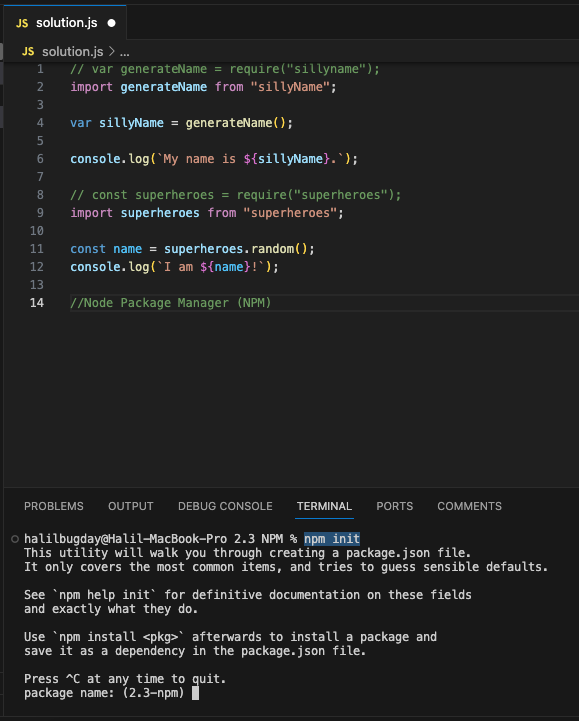 JS solution.js ●
JS solution.js > ...
1 // var generateName = require("sillyname");
2 import generateName from "sillyName";
3
4 var sillyName = generateName();
5
6 console.log(`My name is ${sillyName}.`);
7
8 // const superheroes = require("superheroes");
9 import superheroes from "superheroes";
10
11 const name = superheroes.random();
12 console.log(`I am ${name}!`);
13
14 //Node Package Manager (NPM)
PROBLEMS OUTPUT DEBUG CONSOLE TERMINAL PORTS COMMENTS
halilbugday@Halil-MacBook-Pro 2.3 NPM % npm init
This utility will walk you through creating a package.json file.
It only covers the most common items, and tries to guess sensible defaults.

See `npm help init` for definitive documentation on these fields
and exactly what they do.

Use `npm install <pkg>` afterwards to install a package and
save it as a dependency in the package.json file.

Press ^C at any time to quit.
package name: (2.3-npm)